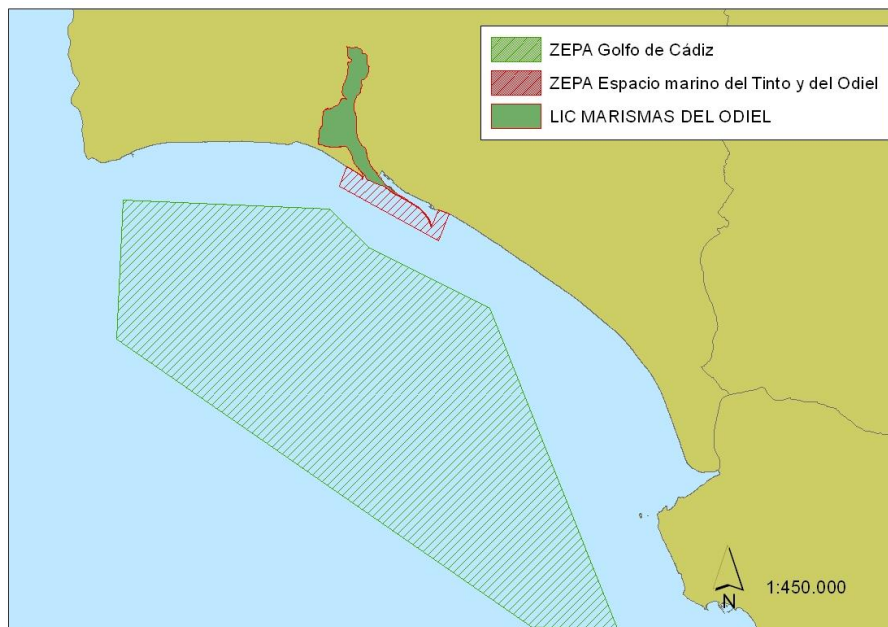 ZEPA Golfo de Cádiz
ZEPA Espacio marino del Tinto y del Odiel
LIC MARISMAS DEL ODIEL
1:450.000
N